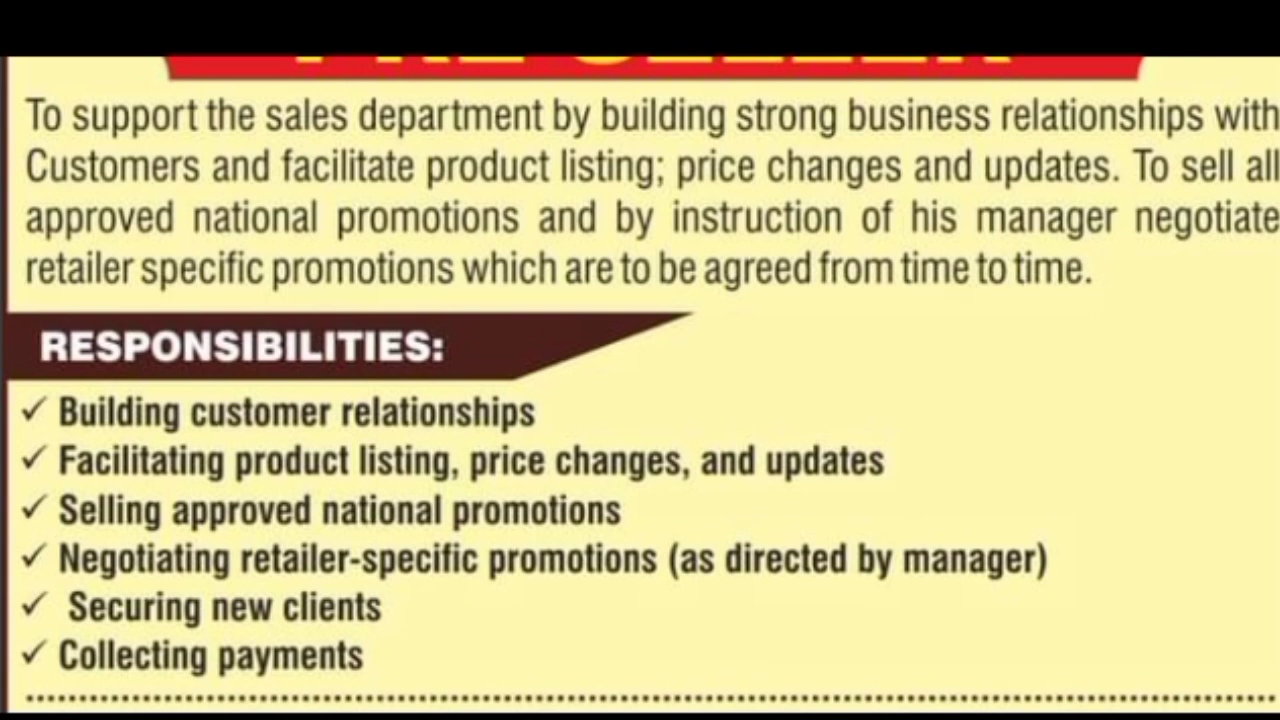 To support the sales department by building strong business relationships with
Customers and facilitate product listing; price changes and updates. To sell all
approved national promotions and by instruction of his manager negotiate
retailer specific promotions which are to be agreed from time to time.
RESPONSIBILITIES:
✓ Building customer relationships
✓ Facilitating product listing, price changes, and updates
✓ Selling approved national promotions
✓ Negotiating retailer-specific promotions (as directed by manager)
✓ Securing new clients
✓ Collecting payments